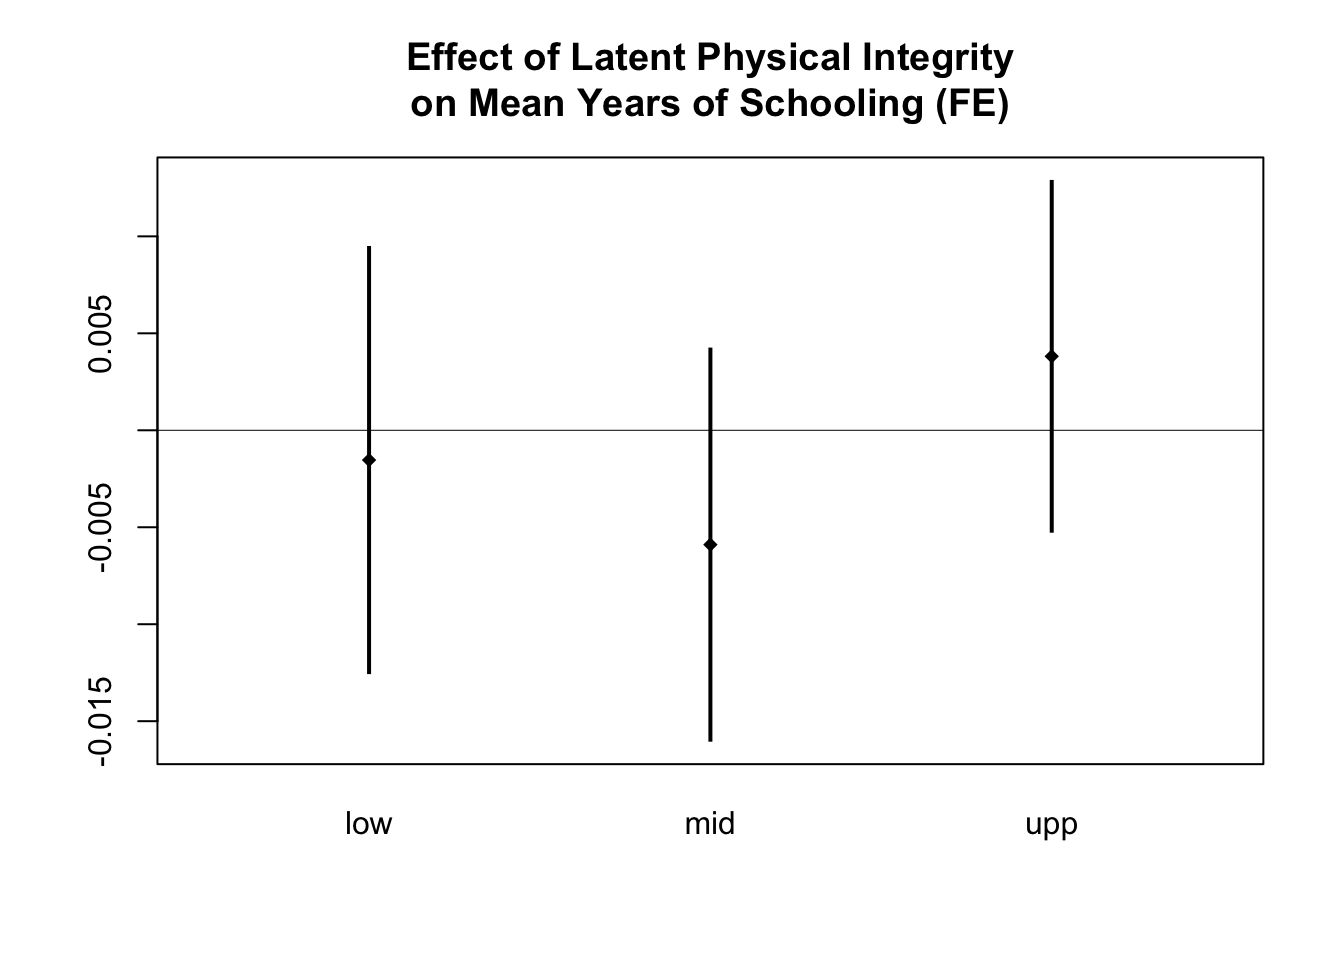 Effect of Latent Physical Integrity
on Mean Years of Schooling (FE)
0.005
-0.005
-0.015
low mid upp